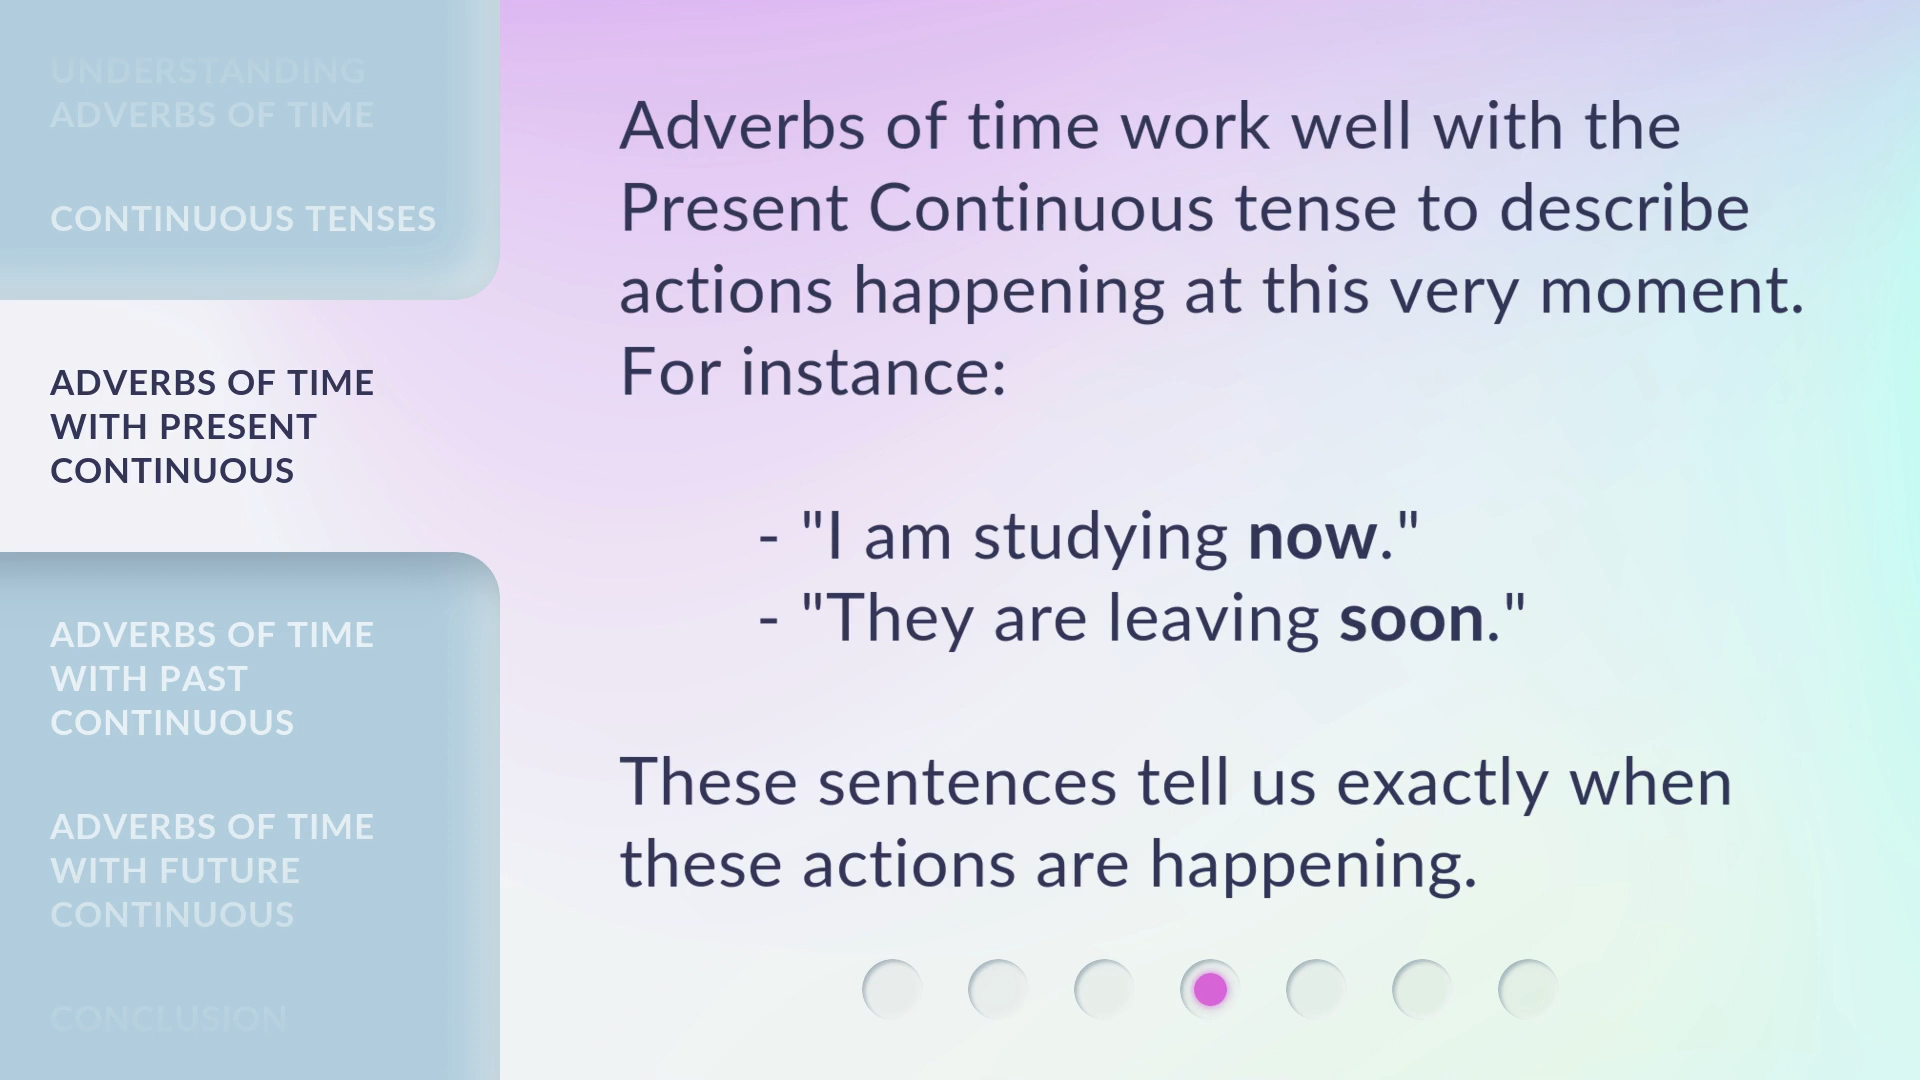 UNDERSTANDING
ADVERBS OF TIME
CONTINUOUS TENSES
ADVERBS OF TIME
WITH PRESENT
CONTINUOUS
ADVERBS OF TIME
WITH PAST
CONTINUOUS
ADVERBS OF TIME
WITH FUTURE
CONTINUOUS
CONCLUSION
Adverbs of time work well with the
Present Continuous tense to describe
actions happening at this very moment.
For instance:
- "I am studying now."
- "They are leaving soon."
These sentences tell us exactly when
these actions are happening.